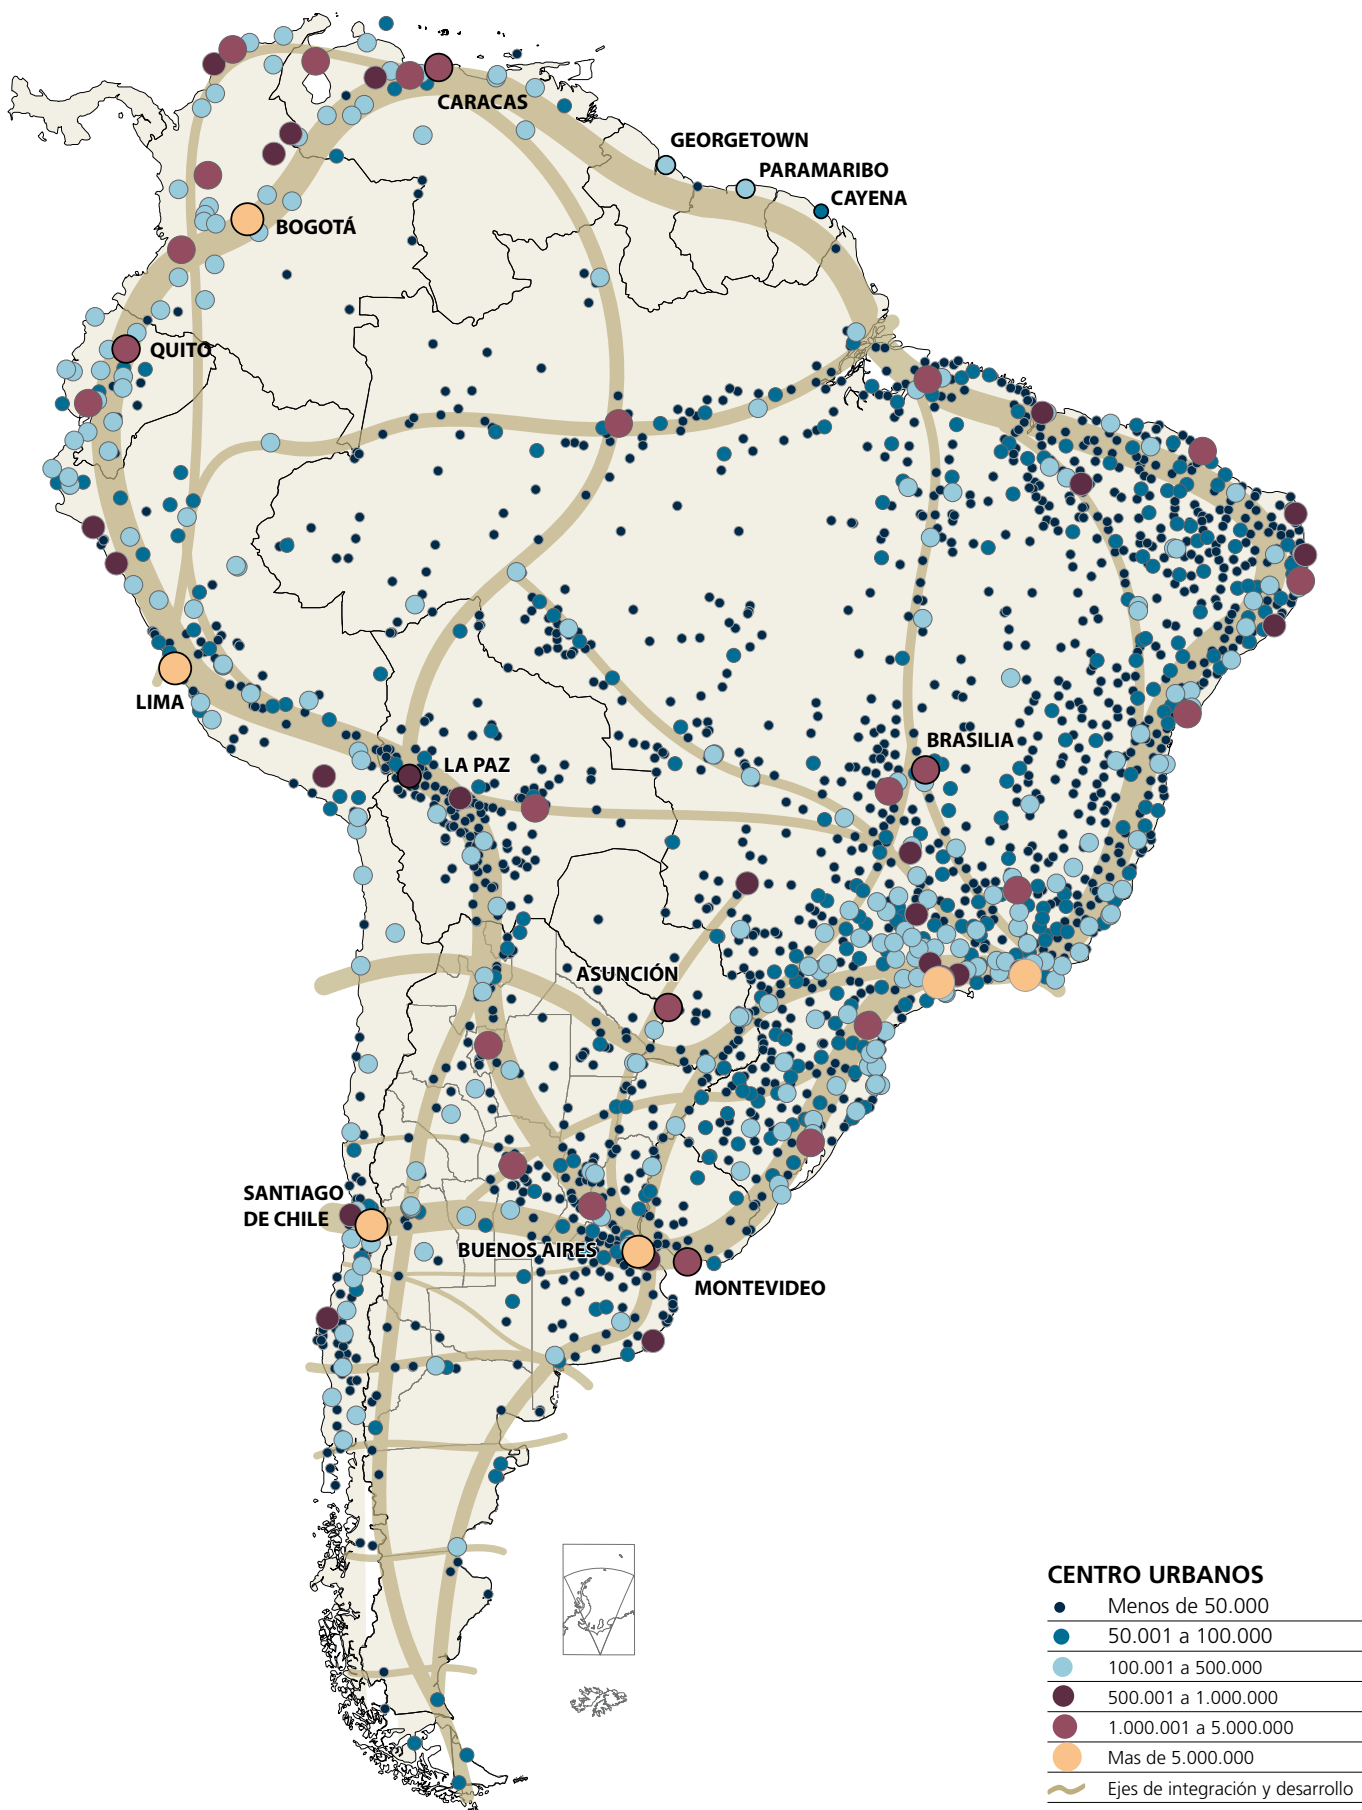 CARACAS
GEORGETOWN
PARAMARIBO
CAYENA
BOGOTÁ
QUITO
LIMA
BRASILIA
LA PAZ
ASUNCIÓN
SANTIAGO
DE CHILE
BUENOS AIRES
MONTEVIDEO
CENTRO URBANOS
Menos de 50.000
50.001 a 100.000
100.001 a 500.000
500.001 a 1.000.000
1.000.001 a 5.000.000
Mas de 5.000.000
Ejes de integración y desarrollo